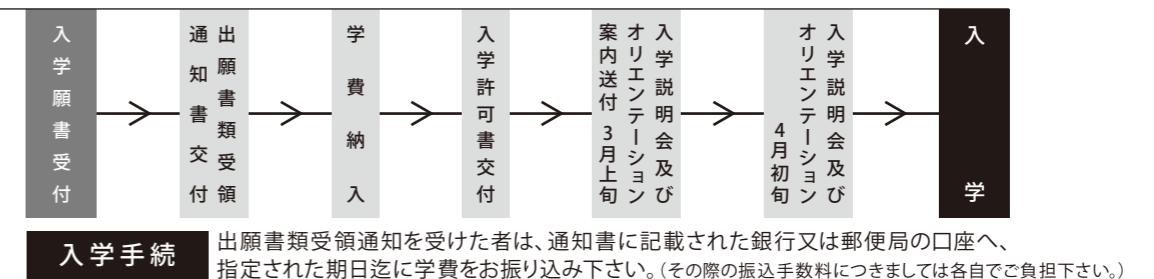 入学願書受付
出願書類受領
通知書交付
学費納入
入学許可書交付
入学説明会及び
オリエンテーション
案内送付 3月上旬
入学説明会及び
オリエンテーション
4月初旬
入学
入学手続
出願書類受領通知を受けた者は、通知書に記載された銀行又は郵便局の口座へ、
指定された期日迄に学費をお振り込み下さい。(その際の振込手数料につきましては各自でご負担下さい。)